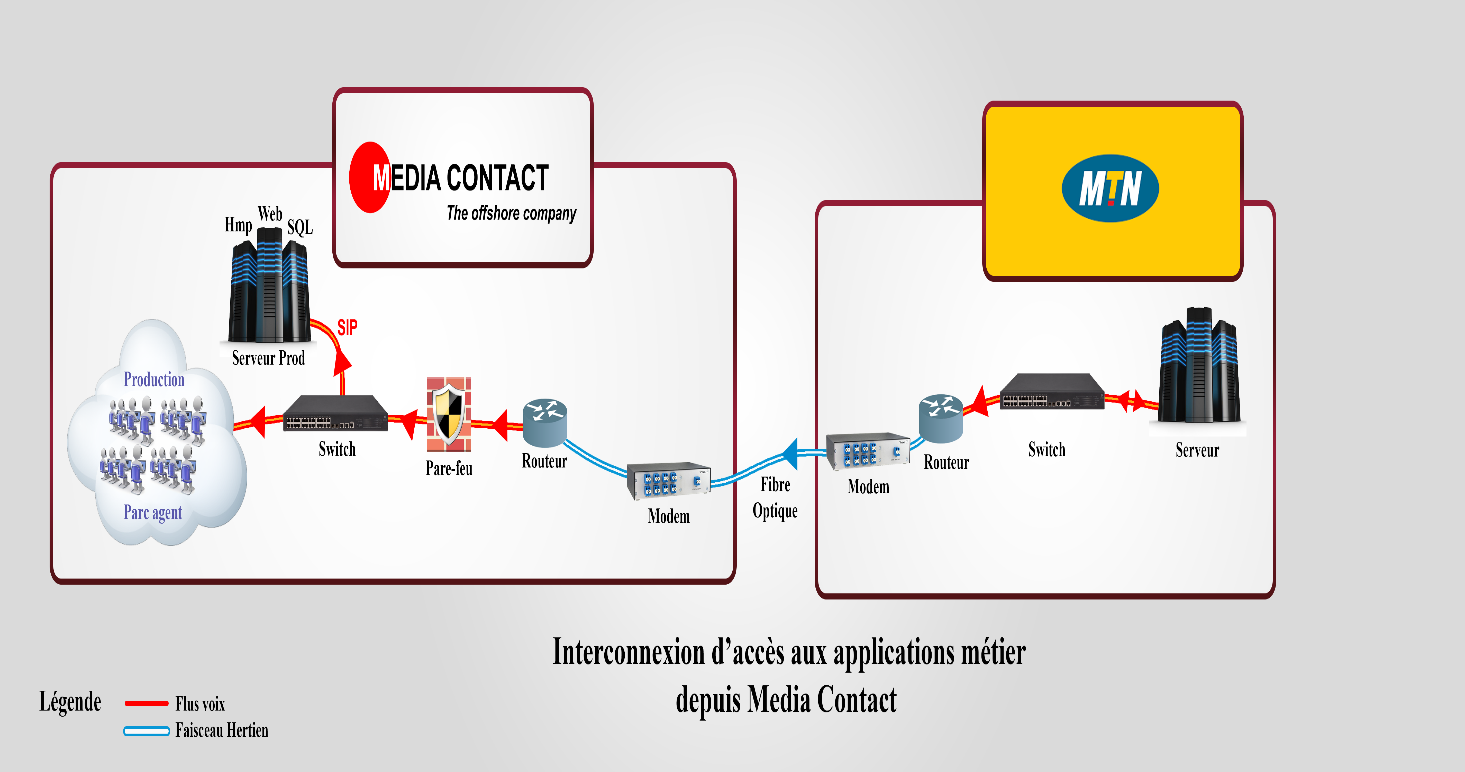 MEDIA CONTACT
The offshore company
MTN
Hmp
Web
SQL
SIP
Serveur Prod
Production
Parc agent
Switch
Pare-feu
Routeur
Modem
Fibre
Optique
Modem
Routeur
Switch
Serveur
Interconnexion d’accès aux applications métier
depuis Media Contact
Légende
Flus voix
Faisceau Hertien